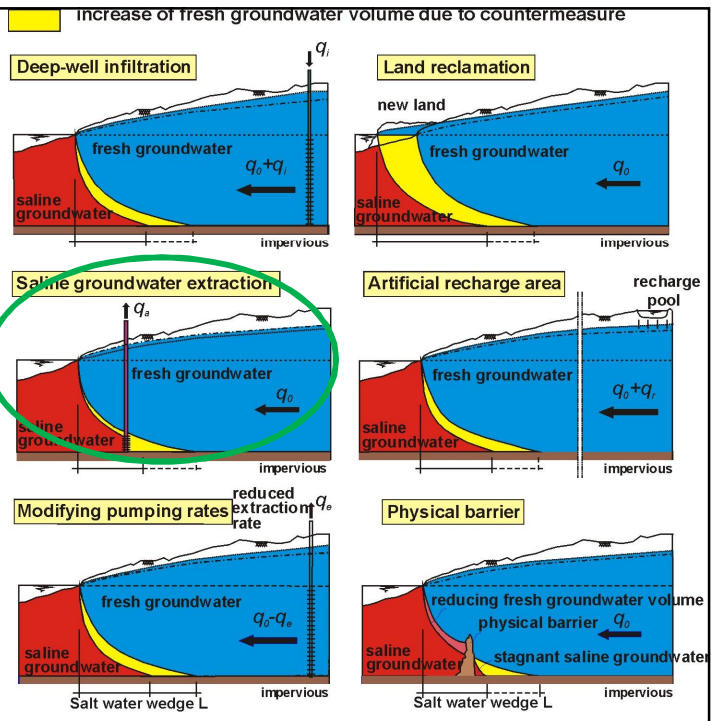 increase of fresh groundwater volume due to countermeasure
Deep-well infiltration
qi
fresh groundwater
q0+qi
saline
groundwater
impervious
Land reclamation
new land
fresh groundwater
q0
saline
groundwater
impervious
Saline groundwater extraction
qa
fresh groundwater
q0
saline
groundwater
impervious
Artificial recharge area
recharge
pool
fresh groundwater
q0+qr
saline
groundwater
impervious
Modifying pumping rates
reduced
extraction
rate
qe
fresh groundwater
q0-qe
saline
groundwater
impervious
Salt water wedge L
Physical barrier
reducing fresh groundwater volume
physical barrier
q0
saline
groundwater
stagnant saline groundwater
impervious
Salt water wedge L